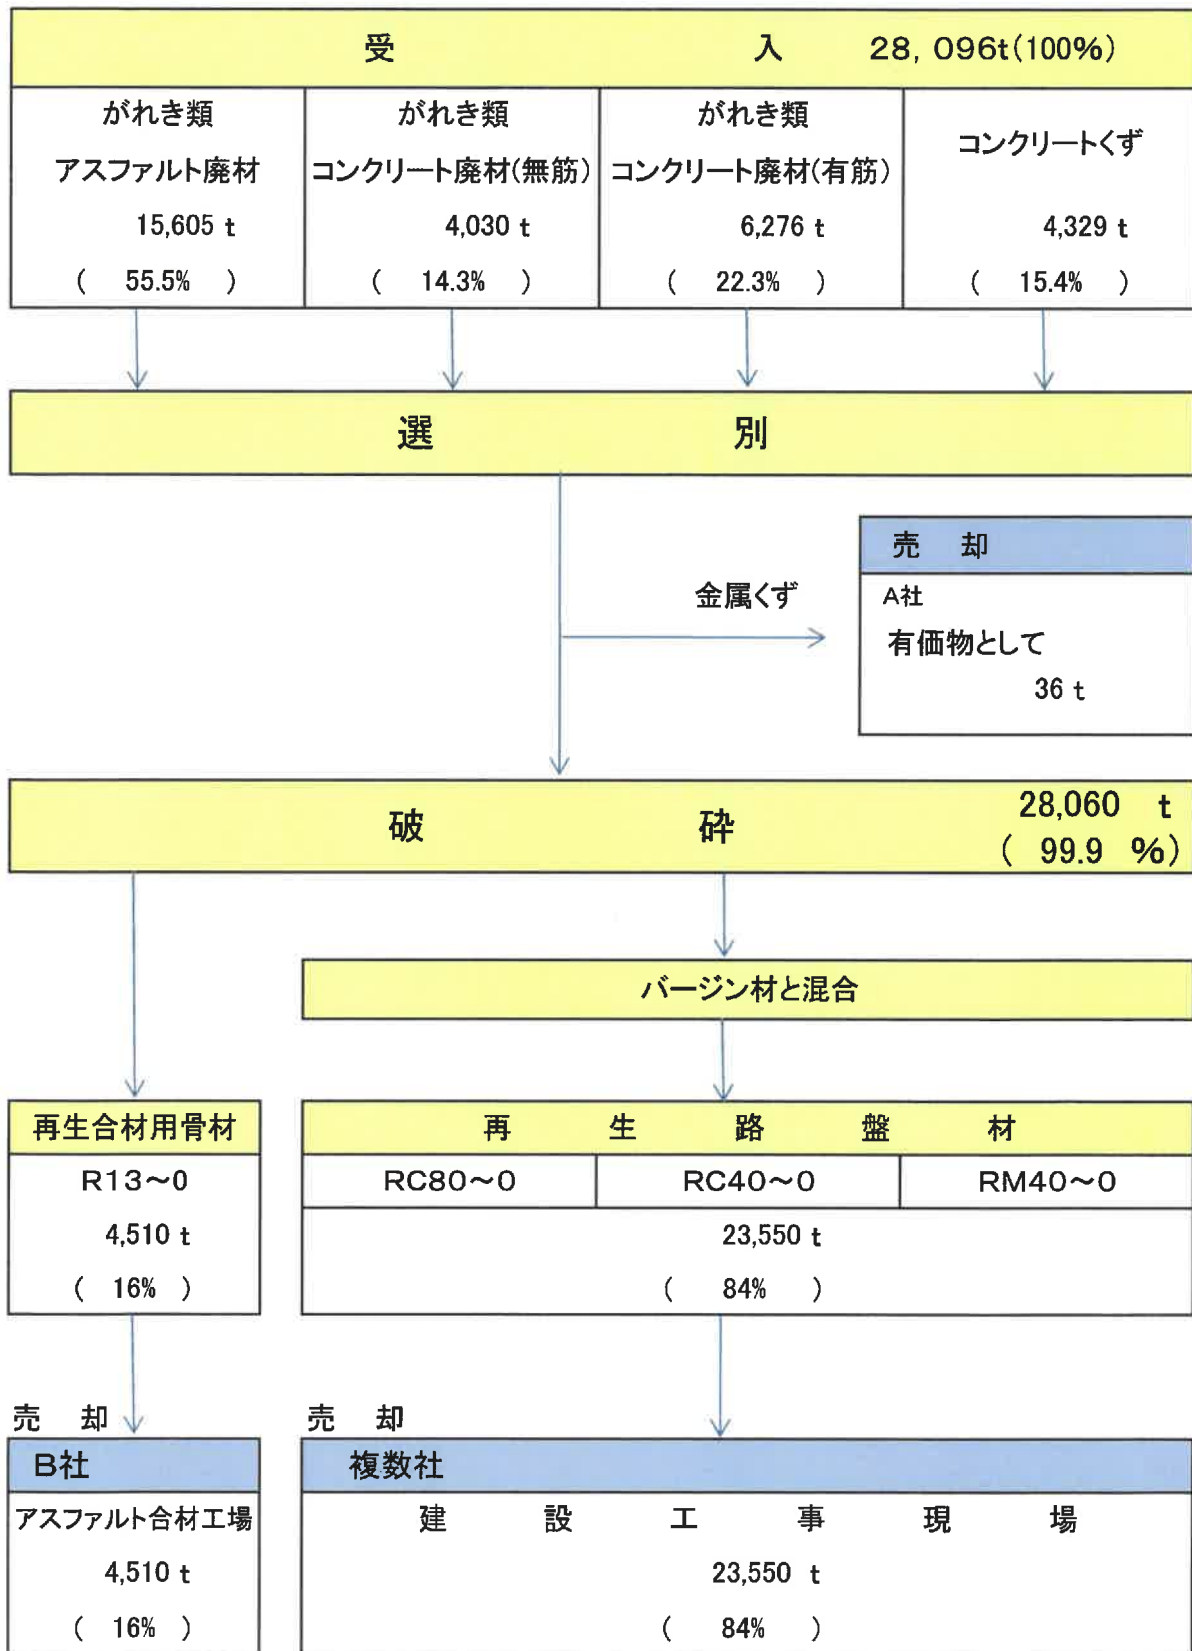 受 入 28,096t(100%)
がれき類
アスファルト廃材
15,605 t
( 55.5% )
がれき類
コンクリート廃材(無筋)
4,030 t
( 14.3% )
がれき類
コンクリート廃材(有筋)
6,276 t
( 22.3% )
コンクリートくず
4,329 t
( 15.4% )
選 別
金属くず
売 却
A社
有価物として
36 t
破 砕
28,060 t
( 99.9 %)
バージン材と混合
再生合材用骨材
R13～0
4,510 t
( 16% )
再 生 路 盤 材
RC80～0 RC40～0 RM40～0
23,550 t
( 84% )
売 却
B社
アスファルト合材工場
4,510 t
( 16% )
売 却
複数社
建 設 工 事 現 場
23,550 t
( 84% )